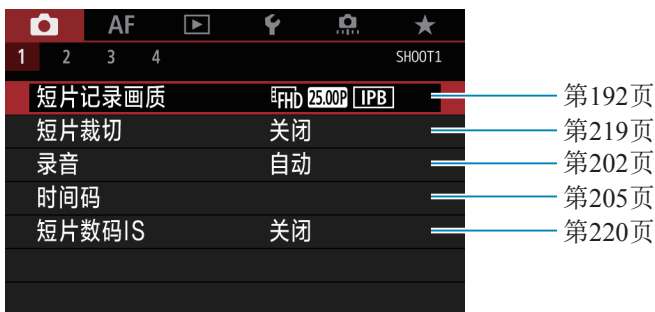 AF
1 2 3 4 SHOOT1
短片记录画质 FHD 25.00P IPB 第192页
短片裁切 关闭 第219页
录音 自动 第202页
时间码 第205页
短片数码IS 关闭 第220页